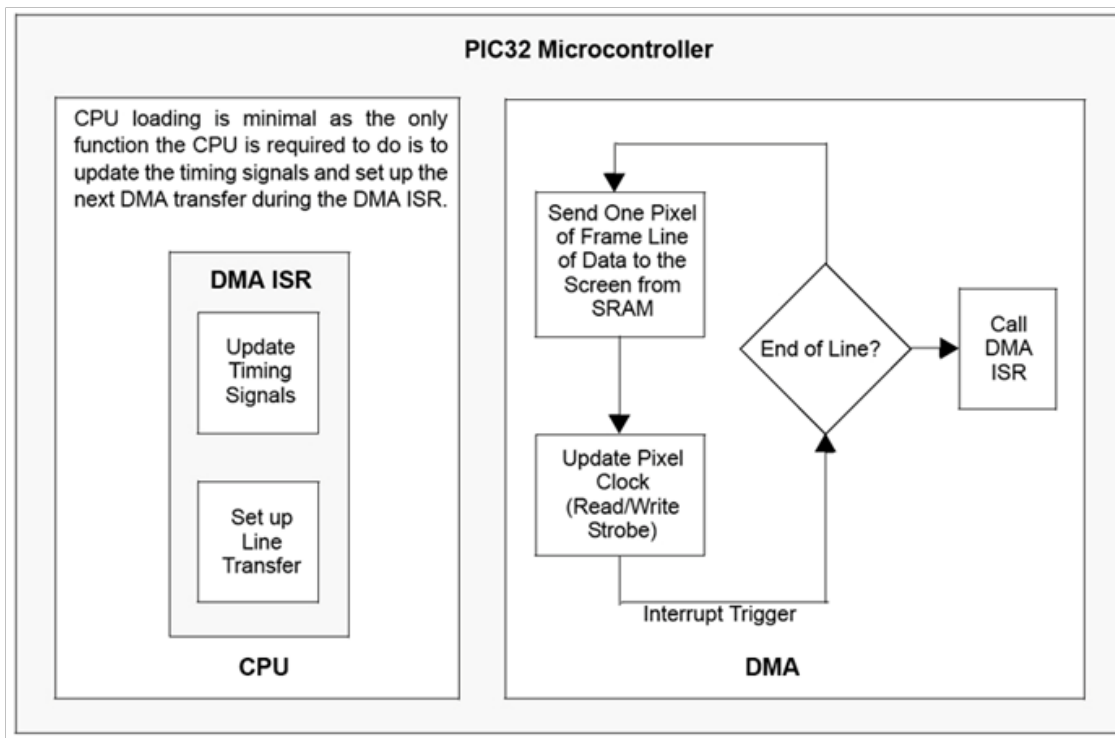 PIC32 Microcontroller
CPU loading is minimal as the only
function the CPU is required to do is to
update the timing signals and set up the
next DMA transfer during the DMA ISR.
DMA ISR
Update
Timing
Signals
Set up
Line
Transfer
CPU
Send One Pixel
of Frame Line
of Data to the
Screen from
SRAM
Update Pixel
Clock
(Read/Write
Strobe)
Interrupt Trigger
End of Line?
Call
DMA
ISR
DMA